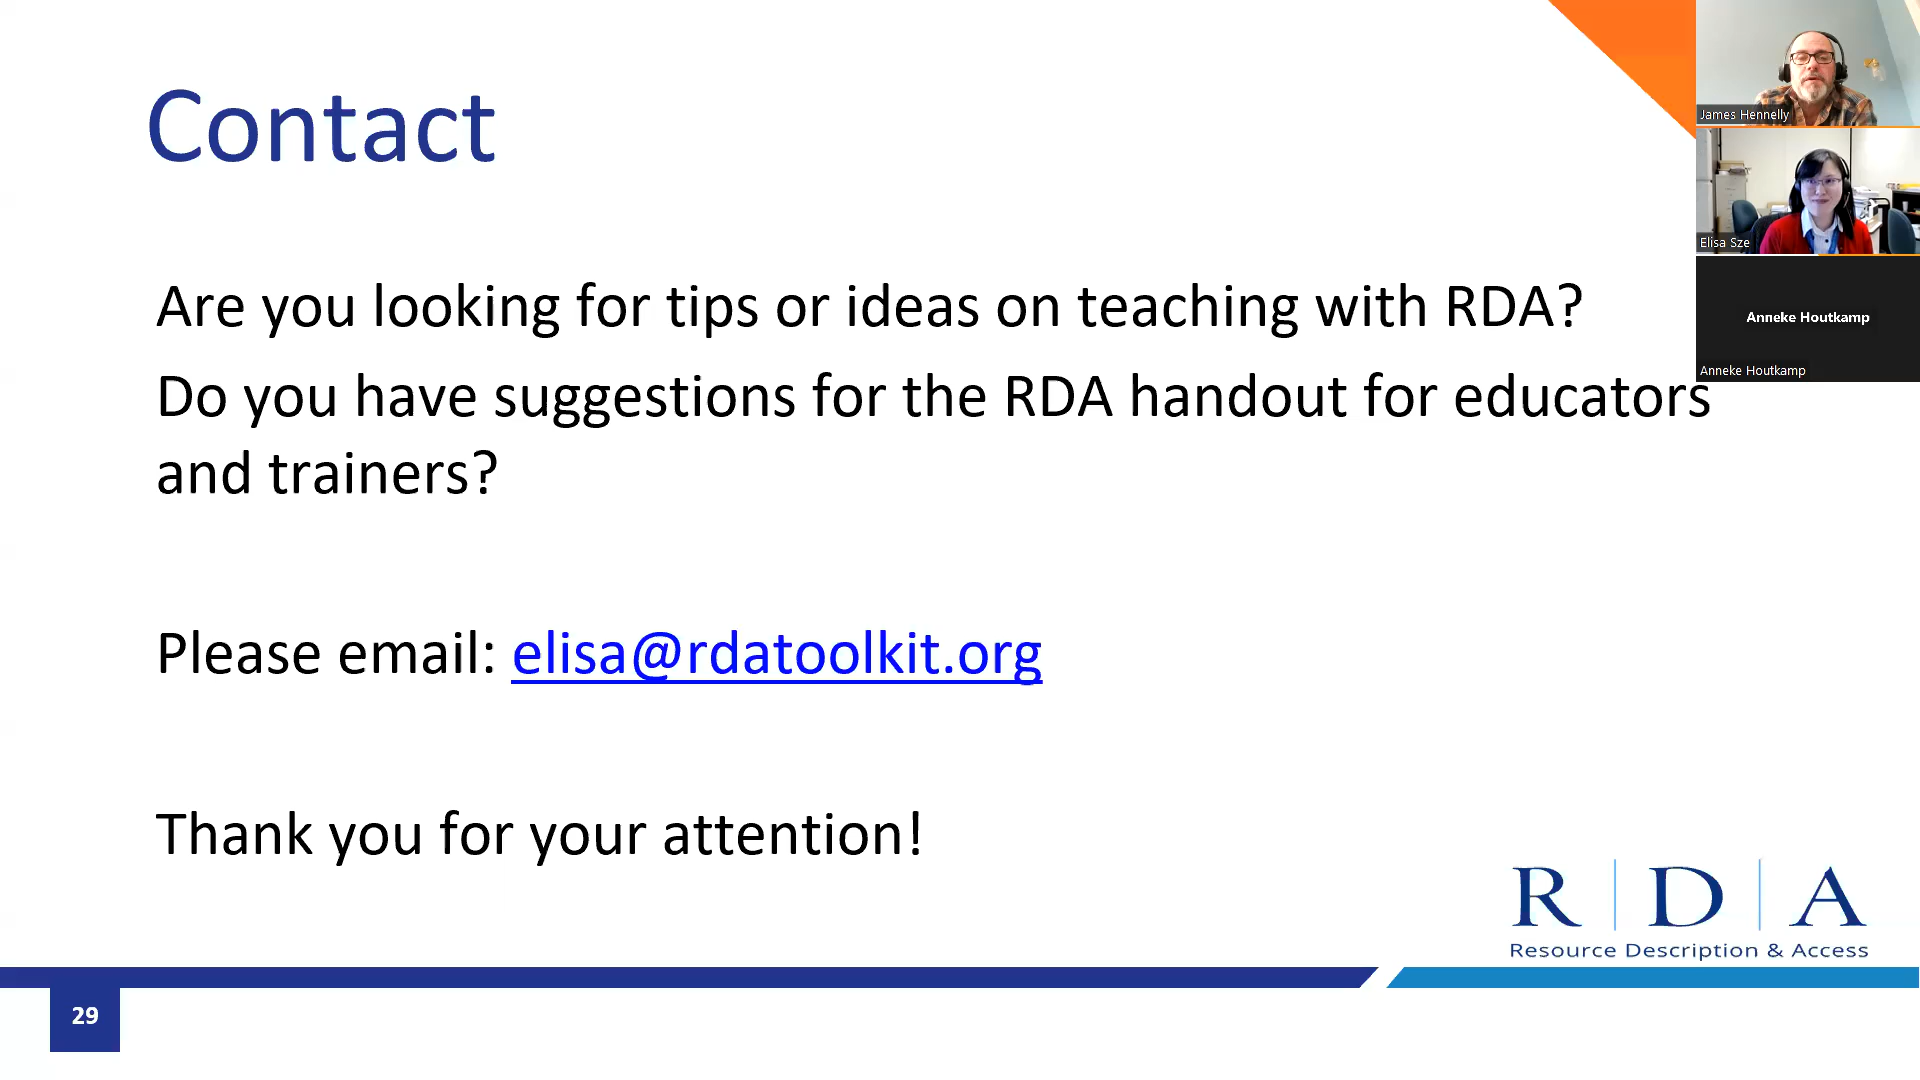 Contact
Are you looking for tips or ideas on teaching with RDA?
Do you have suggestions for the RDA handout for educators
and trainers?
Please email: elisa@rdatoolkit.org
Thank you for your attention!
R D A
Resource Description & Access
29
James Hennelly
Elisa Sze
Anneke Houtkamp
Anneke Houtkamp